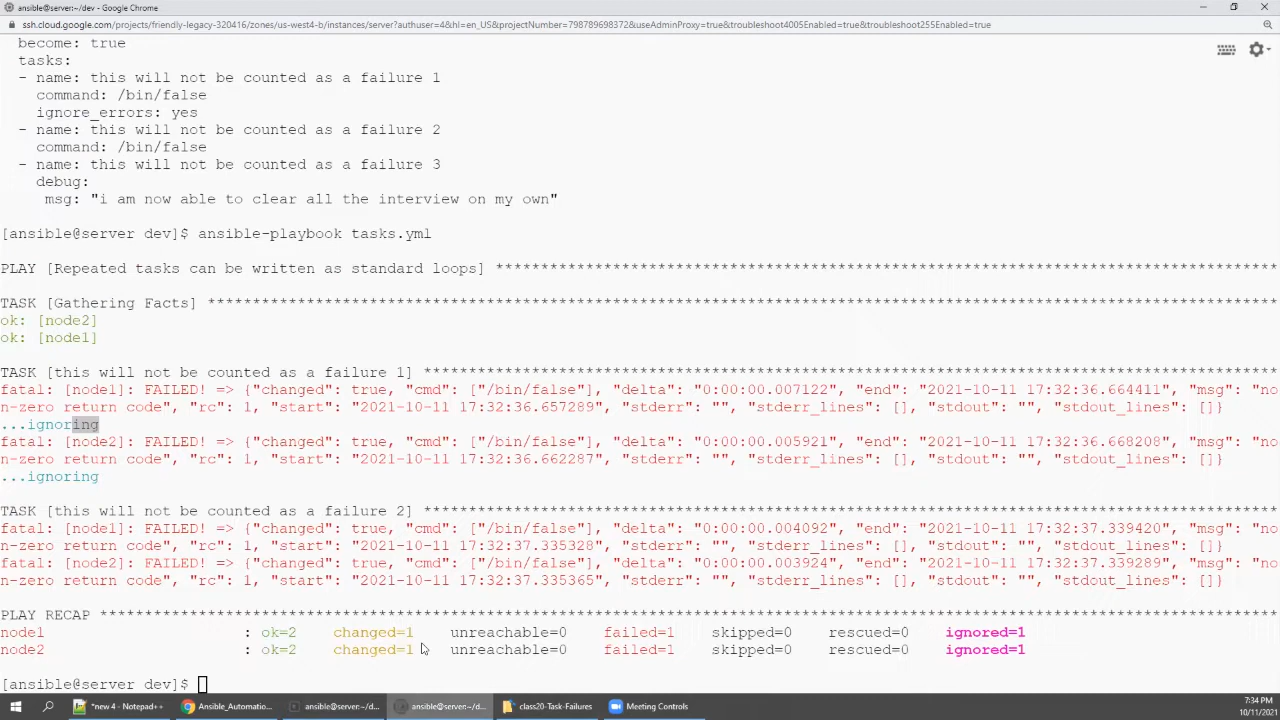 ansible@server:~/dev - Google Chrome
ssh.cloud.google.com/projects/friendly-legacy-320416/zones/us-west4-b/instances/server?authuser=4&hl=en_US&projectNumber=798789698372&useAdminProxy=true&troubleshoot4005Enabled=true&troubleshoot255Enabled=true
become: true
tasks:
- name: this will not be counted as a failure 1
command: /bin/false
ignore_errors: yes
- name: this will not be counted as a failure 2
command: /bin/false
- name: this will not be counted as a failure 3
debug:
msg: "i am now able to clear all the interview on my own"
[ansible@server dev]$ ansible-playbook tasks.yml
PLAY [Repeated tasks can be written as standard loops] ****************************************************************************************
TASK [Gathering Facts] ***********************************************************************************************************************
ok: [node2]
ok: [node1]
TASK [this will not be counted as a failure 1] ************************************************************************************************
fatal: [node1]: FAILED! => {"changed": true, "cmd": ["/bin/false"], "delta": "0:00:00.007122", "end": "2021-10-11 17:32:36.664411", "msg": "no
n-zero return code", "rc": 1, "start": "2021-10-11 17:32:36.657289", "stderr": "", "stderr_lines": [], "stdout": "", "stdout_lines": []}
...ignoring
fatal: [node2]: FAILED! => {"changed": true, "cmd": ["/bin/false"], "delta": "0:00:00.005921", "end": "2021-10-11 17:32:36.668208", "msg": "no
n-zero return code", "rc": 1, "start": "2021-10-11 17:32:36.662287", "stderr": "", "stderr_lines": [], "stdout": "", "stdout_lines": []}
...ignoring
TASK [this will not be counted as a failure 2] ************************************************************************************************
fatal: [node1]: FAILED! => {"changed": true, "cmd": ["/bin/false"], "delta": "0:00:00.004092", "end": "2021-10-11 17:32:37.339420", "msg": "no
n-zero return code", "rc": 1, "start": "2021-10-11 17:32:37.335328", "stderr": "", "stderr_lines": [], "stdout": "", "stdout_lines": []}
fatal: [node2]: FAILED! => {"changed": true, "cmd": ["/bin/false"], "delta": "0:00:00.003924", "end": "2021-10-11 17:32:37.339289", "msg": "no
n-zero return code", "rc": 1, "start": "2021-10-11 17:32:37.335365", "stderr": "", "stderr_lines": [], "stdout": "", "stdout_lines": []}
PLAY RECAP ***********************************************************************************************************************************
node1 : ok=2 changed=1 unreachable=0 failed=1 skipped=0 rescued=0 ignored=1
node2 : ok=2 changed=1 unreachable=0 failed=1 skipped=0 rescued=0 ignored=1
[ansible@server dev]$
*new 4 - Notepad++ Ansible_Automatio... ansible@server:~/d... ansible@server:~/d... class20-Task-Failures Meeting Controls 7:34 PM
10/11/2021